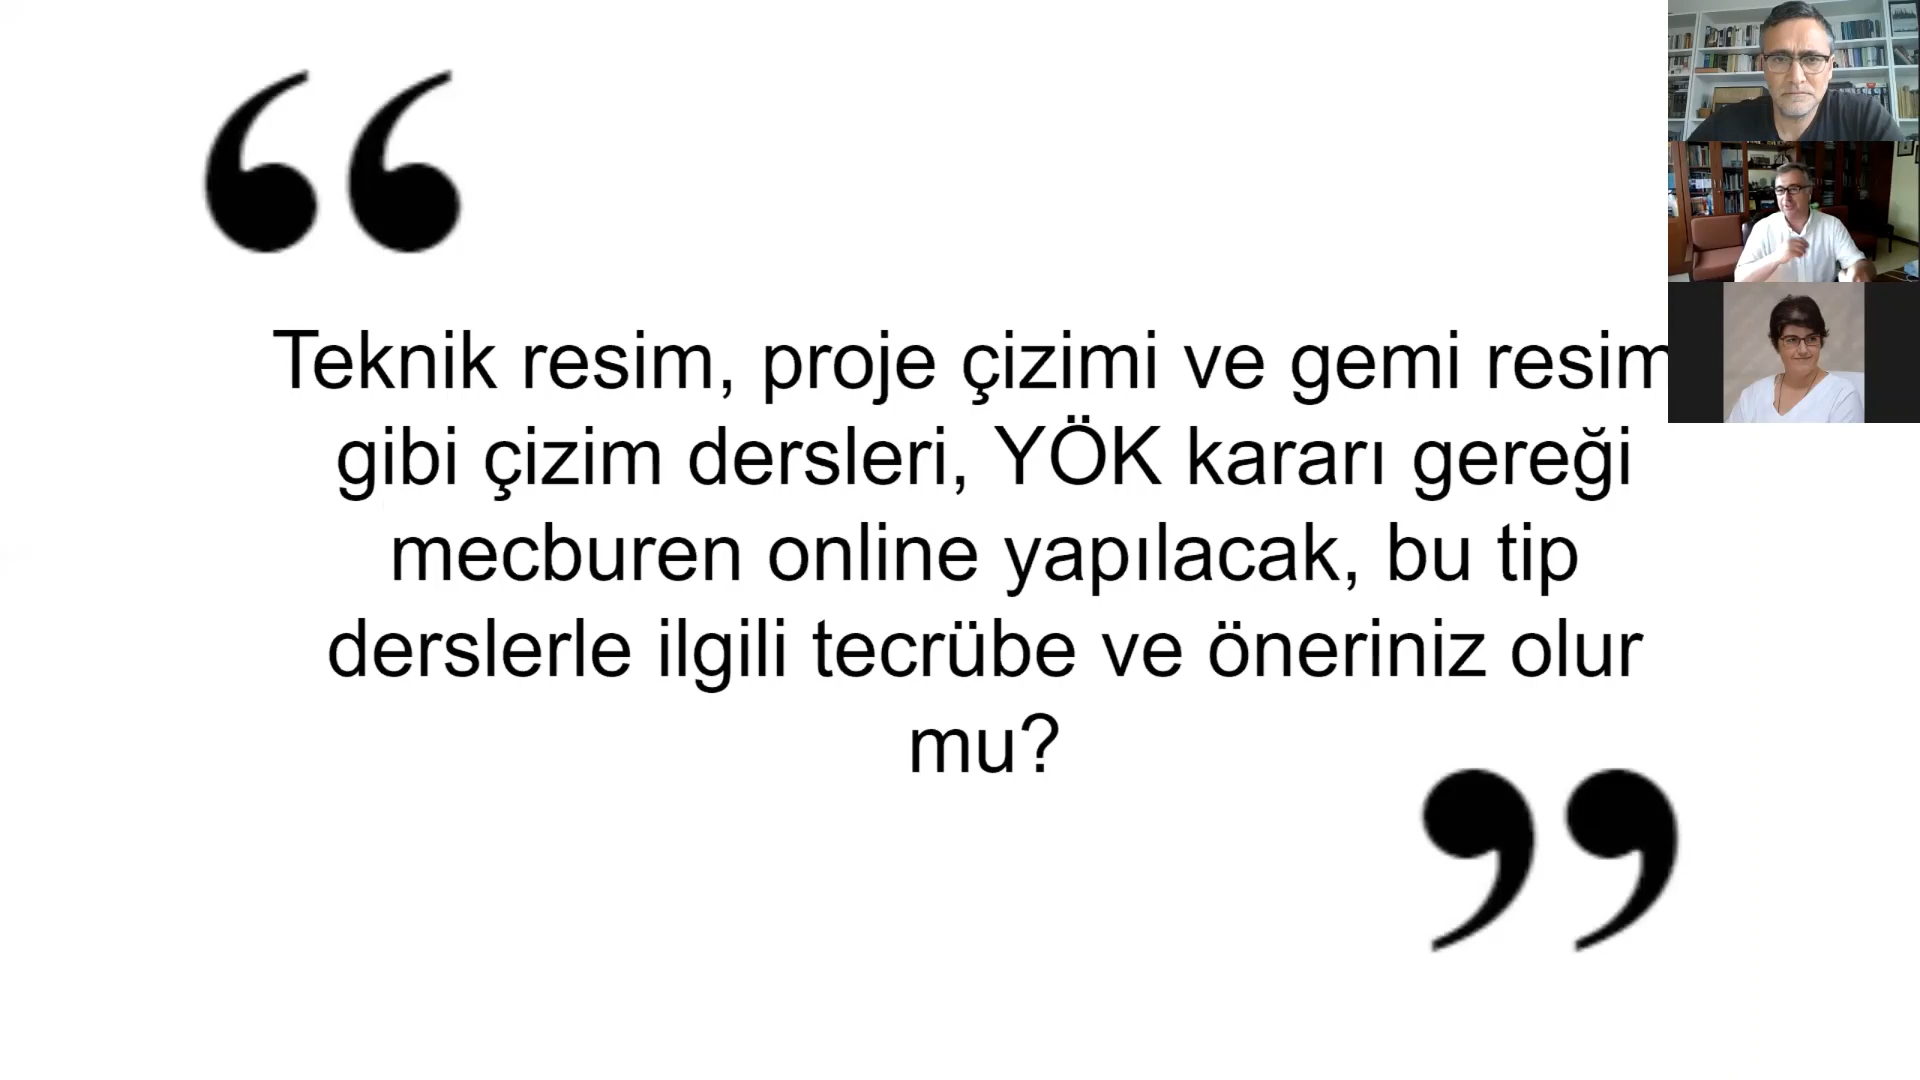 “
Teknik resim, proje çizimi ve gemi resim
gibi çizim dersleri, YÖK kararı gereği
mecburen online yapılacak, bu tip
derslerle ilgili tecrübe ve öneriniz olur
mu?
”